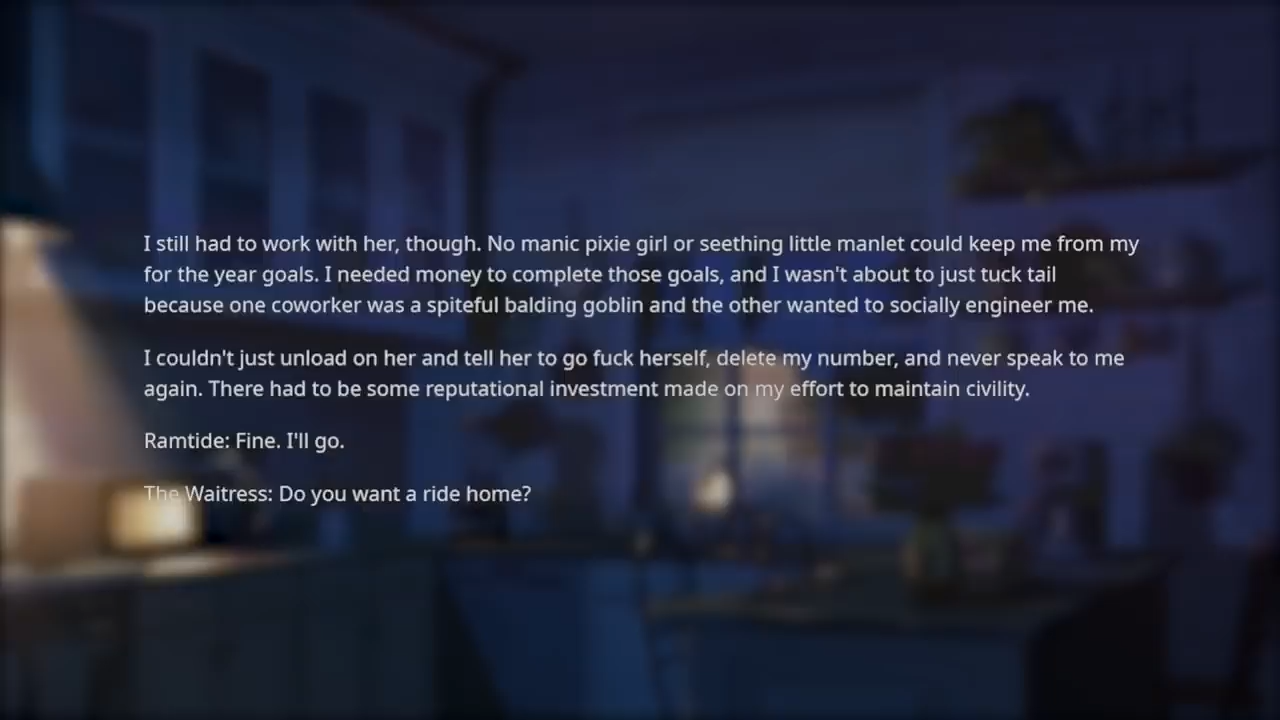 I still had to work with her, though. No manic pixie girl or seething little manlet could keep me from my
for the year goals. I needed money to complete those goals, and I wasn't about to just tuck tail
because one coworker was a spiteful balding goblin and the other wanted to socially engineer me.
I couldn't just unload on her and tell her to go fuck herself, delete my number, and never speak to me
again. There had to be some reputational investment made on my effort to maintain civility.
Ramtide: Fine. I'll go.
The Waitress: Do you want a ride home?